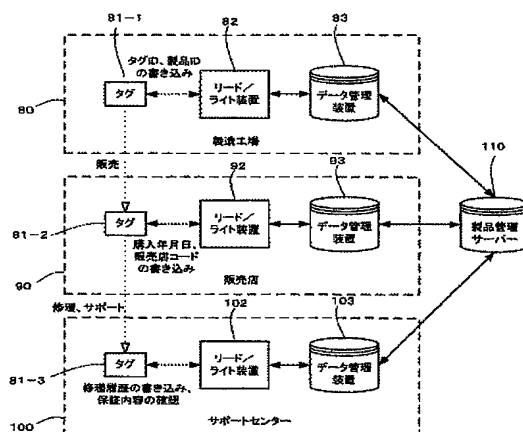 81-1
82
83
タグID、製品ID
の書き込み
タグ
リード／
ライト装置
データ管理
装置
80
製造工場
110
販売
92
93
タグ
リード／
ライト装置
データ管理
装置
製品管理
サーバー
81-2
購入年月日、
販売店コード
の書き込み
90
販売店
修理、サポート
102
103
タグ
リード／
ライト装置
データ管理
装置
81-3
修理履歴の書き込み、
保証内容の確認
100
サポートセンター